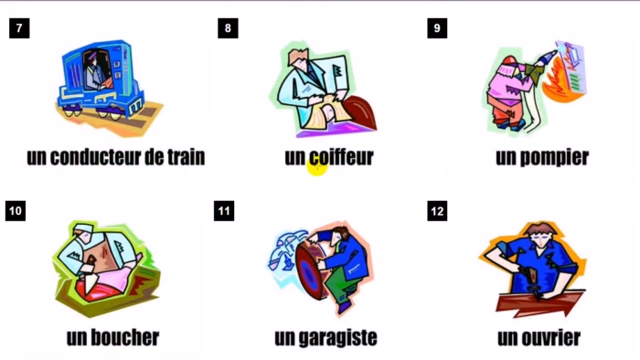 7
8
9
un conducteur de train
un coiffeur
un pompier
10
11
12
un boucher
un garagiste
un ouvrier